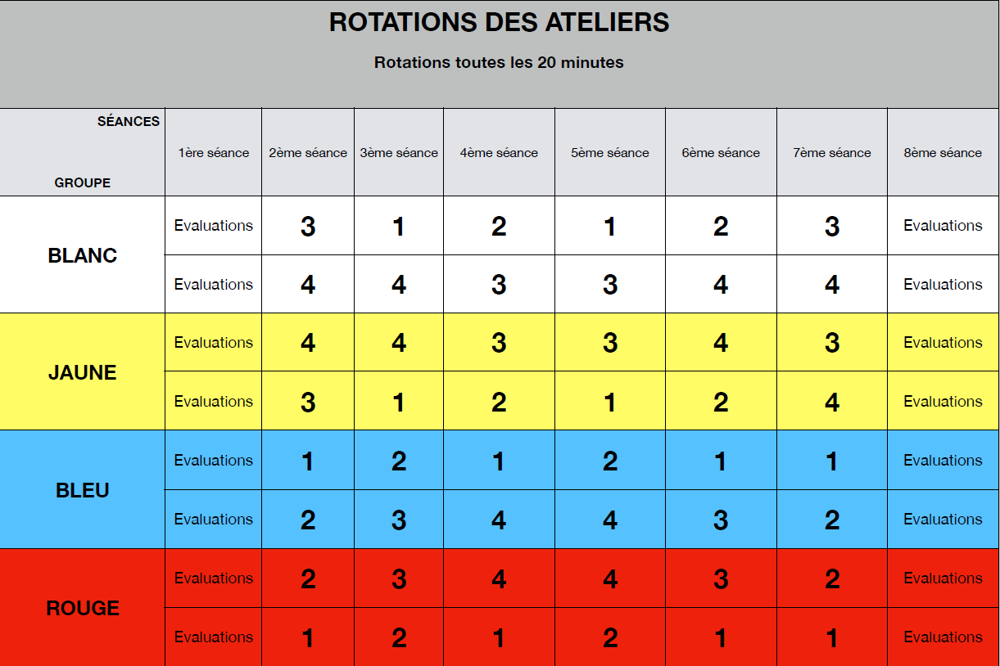 ROTATIONS DES ATELIERS
Rotations toutes les 20 minutes
SÉANCES
GROUPE
1ère séance 2ème séance 3ème séance 4ème séance 5ème séance 6ème séance 7ème séance 8ème séance
BLANC
Evaluations 3 1 2 1 2 3 Evaluations
Evaluations 4 4 3 3 4 4 Evaluations
JAUNE
Evaluations 4 4 3 3 4 3 Evaluations
Evaluations 3 1 2 1 2 4 Evaluations
BLEU
Evaluations 1 2 1 2 1 1 Evaluations
Evaluations 2 3 4 4 3 2 Evaluations
ROUGE
Evaluations 2 3 4 4 3 2 Evaluations
Evaluations 1 2 1 2 1 1 Evaluations